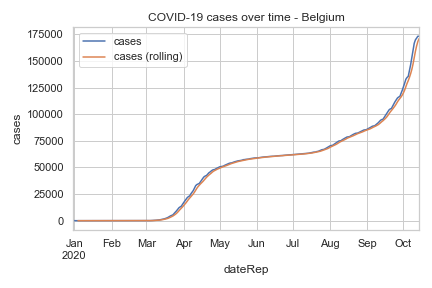 COVID-19 cases over time - Belgium
cases
cases (rolling)
175000
150000
125000
100000
75000
50000
25000
0
cases
Jan Feb Mar Apr May Jun Jul Aug Sep Oct
2020
dateRep